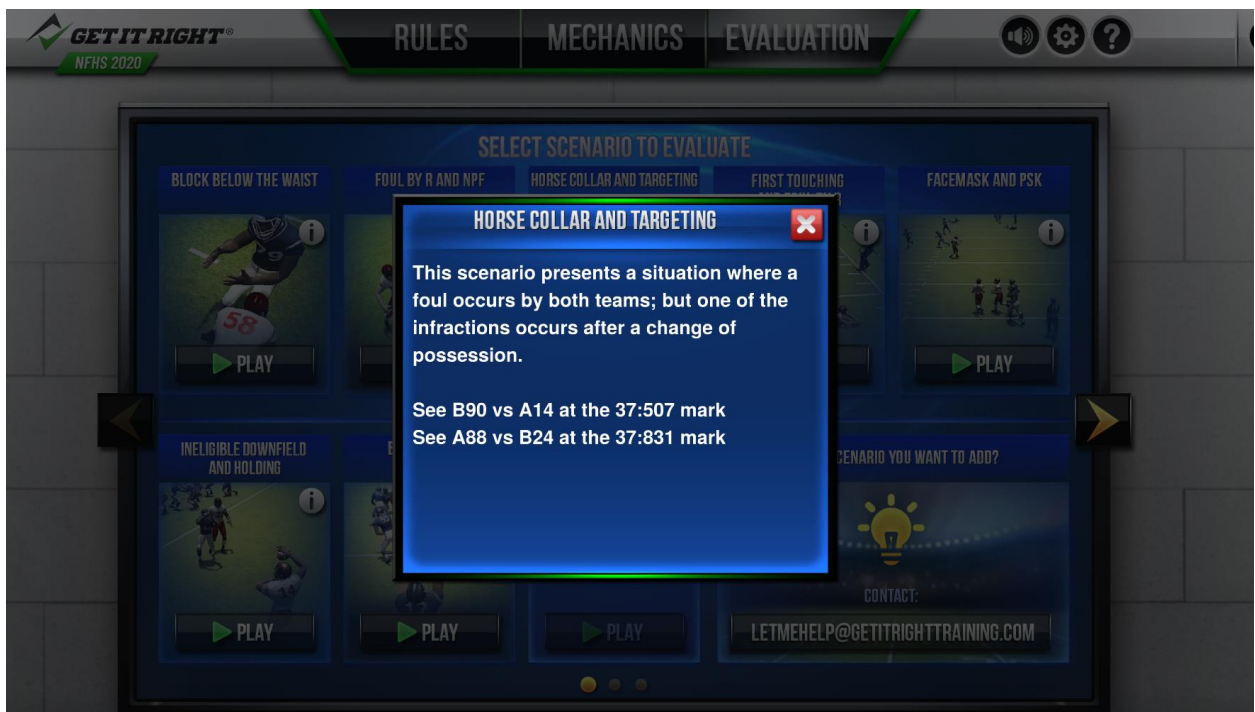 GET IT RIGHT®
NFHS 2020
RULES
MECHANICS
EVALUATION
SELECT SCENARIO TO EVALUATE
BLOCK BELOW THE WAIST
FOUL BY R AND NPF
HORSE COLLAR AND TARGETING
FIRST TOUCHING
FACEMASK AND PSK
HORSE COLLAR AND TARGETING
This scenario presents a situation where a
foul occurs by both teams; but one of the
infractions occurs after a change of
possession.
See B90 vs A14 at the 37:507 mark
See A88 vs B24 at the 37:831 mark
PLAY
PLAY
INELIGIBLE DOWNFIELD
AND HOLDING
SCENARIO YOU WANT TO ADD?
PLAY
PLAY
PLAY
CONTACT:
LETMEHELP@GETITRIGHTTRAINING.COM
58